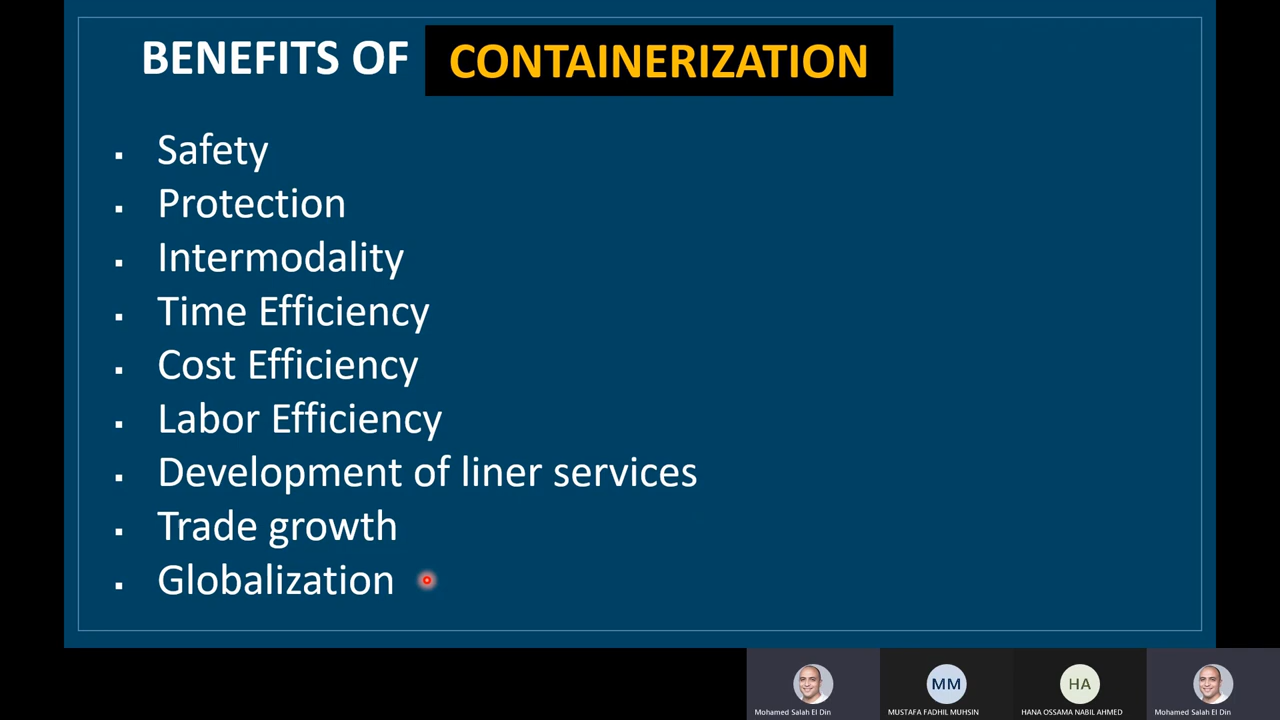 BENEFITS OF CONTAINERIZATION
▪ Safety
▪ Protection
▪ Intermodality
▪ Time Efficiency
▪ Cost Efficiency
▪ Labor Efficiency
▪ Development of liner services
▪ Trade growth
▪ Globalization
MM
HA
Mohamed Salah El Din
MUSTAFA FADHIL MUHSIN
HANA OSSAMA NABIL AHMED
Mohamed Salah El Din